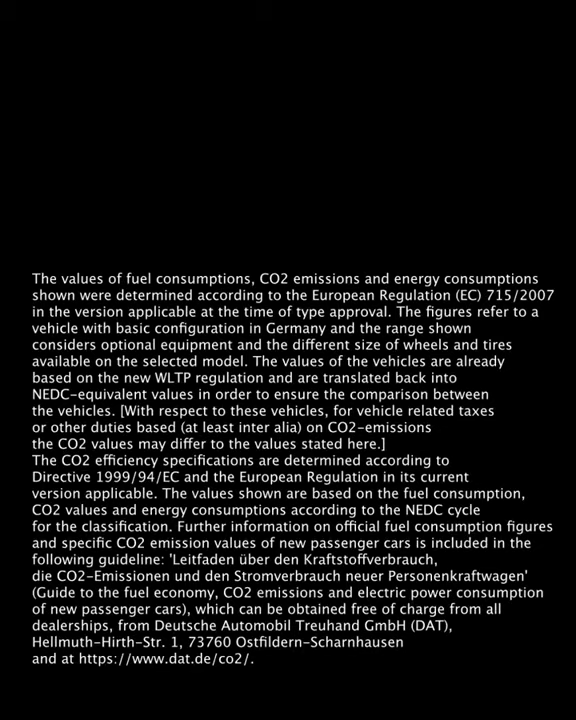 The values of fuel consumptions, CO2 emissions and energy consumptions
shown were determined according to the European Regulation (EC) 715/2007
in the version applicable at the time of type approval. The figures refer to a
vehicle with basic configuration in Germany and the range shown
considers optional equipment and the different size of wheels and tires
available on the selected model. The values of the vehicles are already
based on the new WLTP regulation and are translated back into
NEDC-equivalent values in order to ensure the comparison between
the vehicles. [With respect to these vehicles, for vehicle related taxes
or other duties based (at least inter alia) on CO2-emissions
the CO2 values may differ to the values stated here.]
The CO2 efficiency specifications are determined according to
Directive 1999/94/EC and the European Regulation in its current
version applicable. The values shown are based on the fuel consumption,
CO2 values and energy consumptions according to the NEDC cycle
for the classification. Further information on official fuel consumption figures
and specific CO2 emission values of new passenger cars is included in the
following guideline: 'Leitfaden über den Kraftstoffverbrauch,
die CO2-Emissionen und den Stromverbrauch neuer Personenkraftwagen'
(Guide to the fuel economy, CO2 emissions and electric power consumption
of new passenger cars), which can be obtained free of charge from all
dealerships, from Deutsche Automobil Treuhand GmbH (DAT),
Hellmuth-Hirth-Str. 1, 73760 Ostfildern-Scharnhausen
and at https://www.dat.de/co2/.